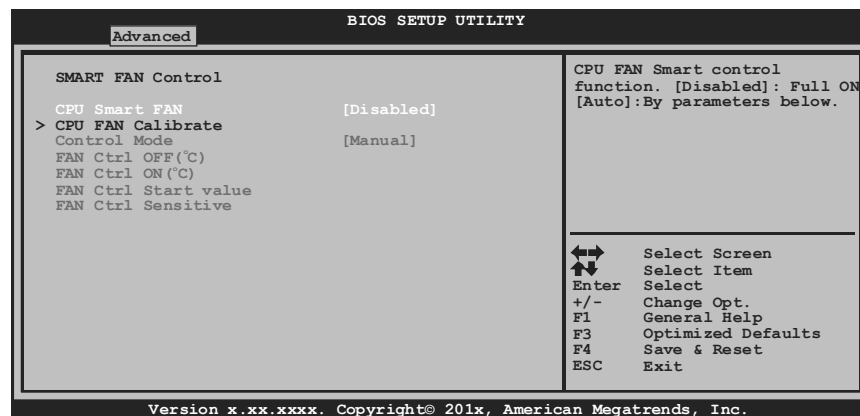 BIOS SETUP UTILITY
Advanced
SMART FAN Control
CPU Smart FAN [Disabled]
> CPU FAN Calibrate
Control Mode [Manual]
FAN Ctrl OFF(°C)
FAN Ctrl ON(°C)
FAN Ctrl Start value
FAN Ctrl Sensitive
CPU FAN Smart control
function. [Disabled]: Full ON
[Auto]:By parameters below.
Select Screen
Select Item
Enter Select
+/- Change Opt.
F1 General Help
F3 Optimized Defaults
F4 Save & Reset
ESC Exit
Version x.xx.xxxx. Copyright© 201x, American Megatrends, Inc.